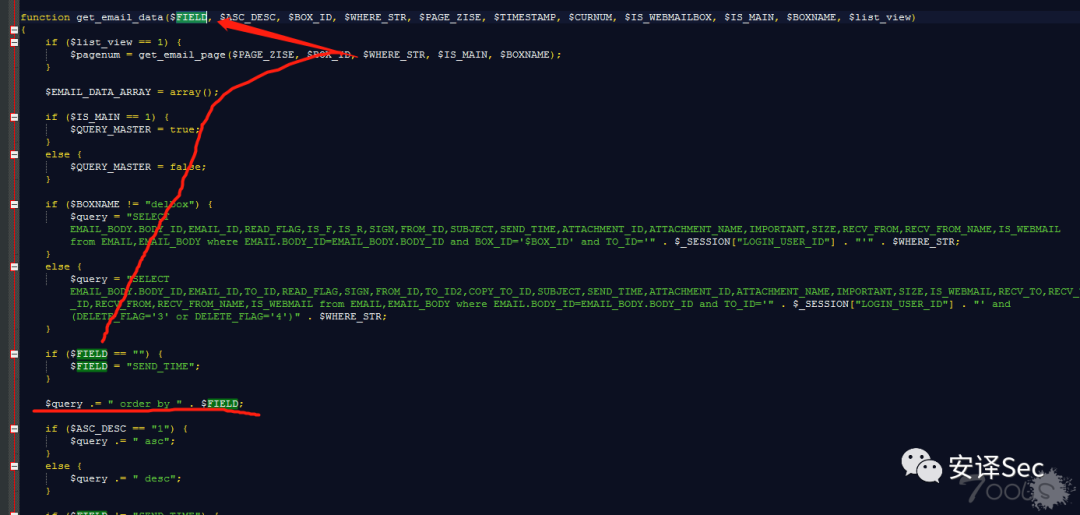 function get_email_data($FIELD, $ASC_DESC, $BOX_ID, $WHERE_STR, $PAGE_ZISE, $TIMESTAMP, $CURNUM, $IS_WEBMAILBOX, $IS_MAIN, $BOXNAME, $list_view)
{
if ($list_view == 1) {
$pagenum = get_email_page($PAGE_ZISE, $BOX_ID, $WHERE_STR, $IS_MAIN, $BOXNAME);
}
$EMAIL_DATA_ARRAY = array();
if ($IS_MAIN == 1) {
$QUERY_MASTER = true;
}
else {
$QUERY_MASTER = false;
}
if ($BOXNAME != "delbox") {
$query = "SELECT
EMAIL_BODY.BODY_ID,EMAIL_ID,READ_FLAG,IS_F,IS_R,SIGN,FROM_ID,SUBJECT,SEND_TIME,ATTACHMENT_ID,ATTACHMENT_NAME,IMPORTANT,SIZE,RECV_FROM,RECV_FROM_NAME,IS_WEBMAIL
from EMAIL,EMAIL_BODY where EMAIL.BODY_ID=EMAIL_BODY.BODY_ID and BOX_ID='$BOX_ID' and TO_ID='" . $_SESSION["LOGIN_USER_ID"] . "'" . $WHERE_STR;
}
else {
$query = "SELECT
EMAIL_BODY.BODY_ID,EMAIL_ID,TO_ID,READ_FLAG,SIGN,FROM_ID,TO_ID2,COPY_TO_ID,SUBJECT,SEND_TIME,ATTACHMENT_ID,ATTACHMENT_NAME,IMPORTANT,SIZE,IS_WEBMAIL,RECV_TO,RECV_
_ID,RECV_FROM,RECV_FROM_NAME,IS_WEBMAIL from EMAIL,EMAIL_BODY where EMAIL.BODY_ID=EMAIL_BODY.BODY_ID and TO_ID='" . $_SESSION["LOGIN_USER_ID"] . "' and
(DELETE_FLAG='3' or DELETE_FLAG='4')" . $WHERE_STR;
}
if ($FIELD == "") {
$FIELD = "SEND_TIME";
}
$query .= " order by " . $FIELD;
if ($ASC_DESC == "1") {
$query .= " asc";
}
else {
$query .= " desc";
}
if ($FIELD != "SEND_TIME") {
安译Sec